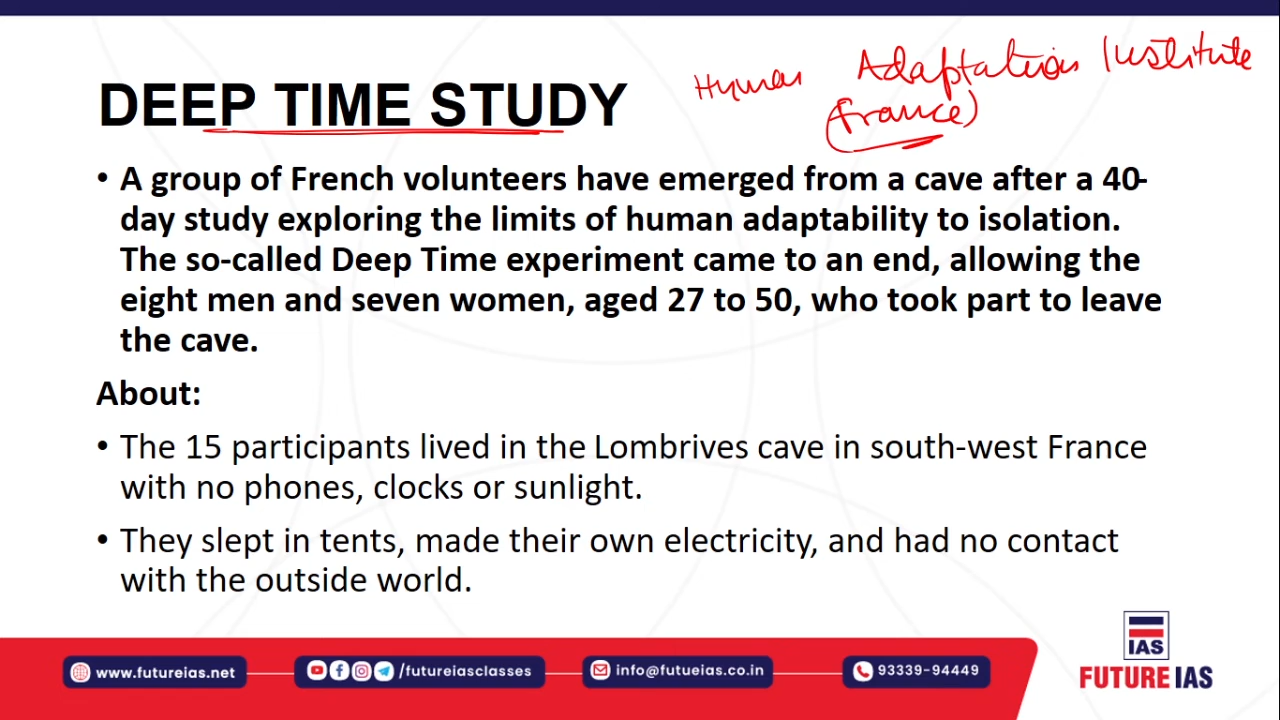 Human Adaptation Institute
(France)
DEEP TIME STUDY
• A group of French volunteers have emerged from a cave after a 40-
day study exploring the limits of human adaptability to isolation.
The so-called Deep Time experiment came to an end, allowing the
eight men and seven women, aged 27 to 50, who took part to leave
the cave.
About:
• The 15 participants lived in the Lombrives cave in south-west France
with no phones, clocks or sunlight.
• They slept in tents, made their own electricity, and had no contact
with the outside world.
www.futureias.net
/futureiasclasses
info@futueias.co.in
93339-94449
IAS
FUTURE IAS